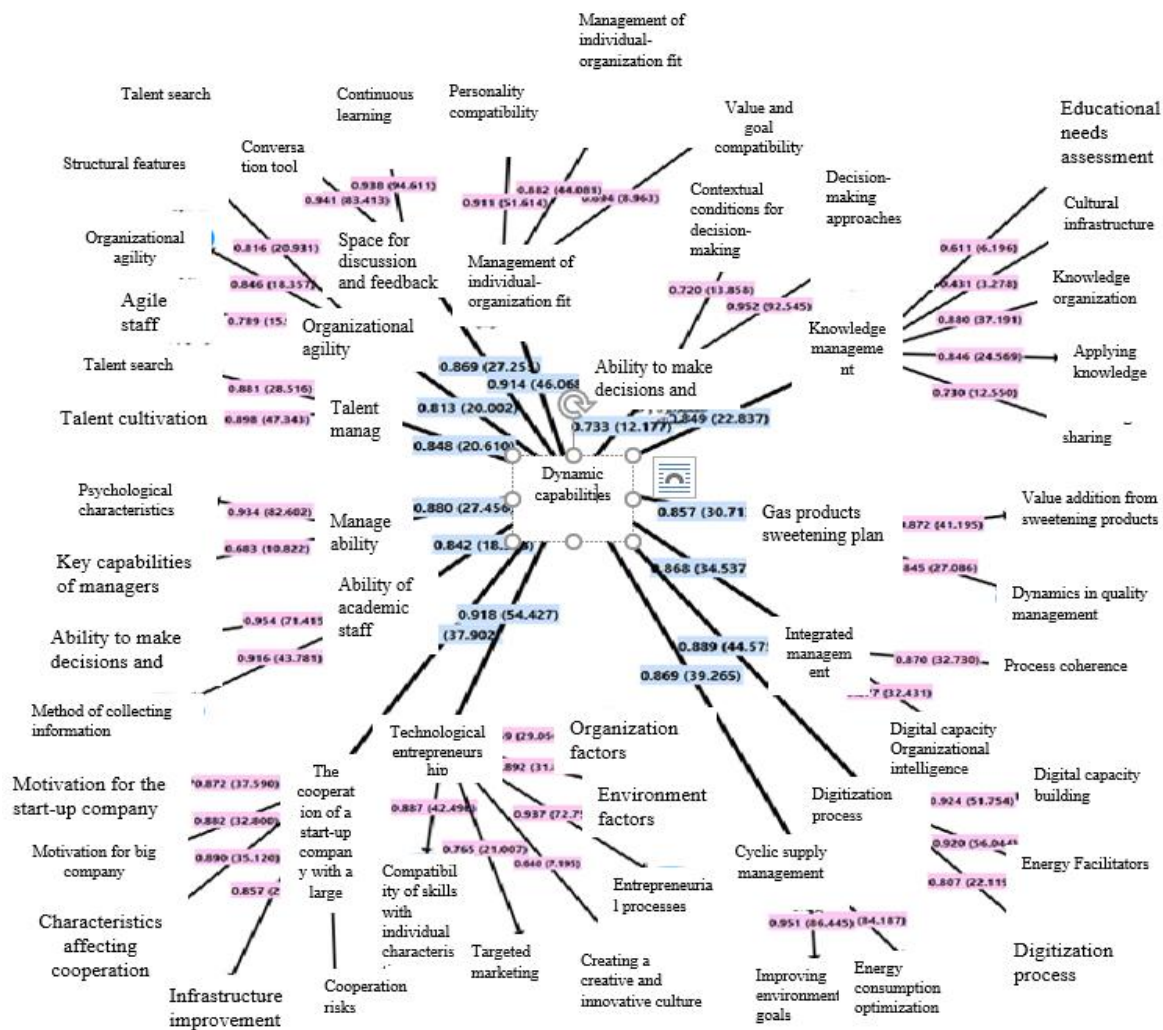 Management of
individual-
organization fit
Talent search
Continuous
learning
Personality
compatibility
Value and
goal
compatibility
Educational
needs
assessment
Structural features
Conversa
tion tool
0.938 (94.611)
0.941 (83.413)
0.882 (44.081)
0.911 (51.614)
(8.963)
Contextual
conditions for
decision-
making
Decision-
making
approaches
Cultural
infrastructure
Organizational
agility
0.816 (20.931)
Space for
discussion
and feedback
Management of
individual-
organization fit
0.611 (6.196)
0.431 (3.278)
Knowledge
organization
Agile
staff
0.846 (18.357)
0.789 (15.
Organizational
agility
0.720 (13.858)
0.952 (92.545)
Knowledge
manageme
nt
0.880 (37.191)
0.846 (24.569)
Applying
knowledge
Talent search
0.881 (28.516)
0.869 (27.25
0.914 (46.068
Ability to make
decisions and
0.730 (12.550)
Talent cultivation
0.898 (47.343)
Talent
manag
0.813 (20.002)
0.848 (20.610)
0.733 (12.177)
0.849 (22.837)
sharing
Dynamic
capabilities
Psychological
characteristics
0.934 (82.602)
0.683 (10.822)
Manage
ability
0.880 (27.456
0.842 (18.
0.857 (30.71
Gas products
sweetening plan
0.872 (41.195)
845 (27.086)
Value addition from
sweetening products
Key capabilities
of managers
Ability of
academic
staff
0.868 (34.537
Dynamics in quality
management
Ability to make
decisions and
0.954 (71.415
0.916 (43.781)
0.918 (54.427)
(37.902)
0.889 (44.57
0.869 (39.265)
Integrated
managem
ent
0.870 (32.730)
(32.431)
Process coherence
Method of collecting
information
Technological
entrepreneurs
hip
(29.05
892 (31.
Organization
factors
Digital capacity
Organizational
intelligence
Motivation for the
start-up company
0.872 (37.590)
0.882 (32.800)
The
cooperat
ion of a
start-up
compan
y with a
large
0.887 (42.496)
0.937 (72.7
Environment
factors
Digitization
process
0.924 (51.754)
Digital capacity
building
Motivation for big
company
0.890 (35.120)
0.857 (2
0.765 (21.007)
0.640 (7.195)
Cyclic supply
management
0.920 (56.044
0.807 (22.11
Energy Facilitators
Characteristics
affecting
cooperation
Compatibil
ity of skills
with
individual
characteris
Entrepreneuria
l processes
0.951 (86.445)
(84.187)
Digitization
process
Infrastructure
improvement
Cooperation
risks
Targeted
marketing
Creating a
creative and
innovative culture
Improving
environment
goals
Energy
consumption
optimization